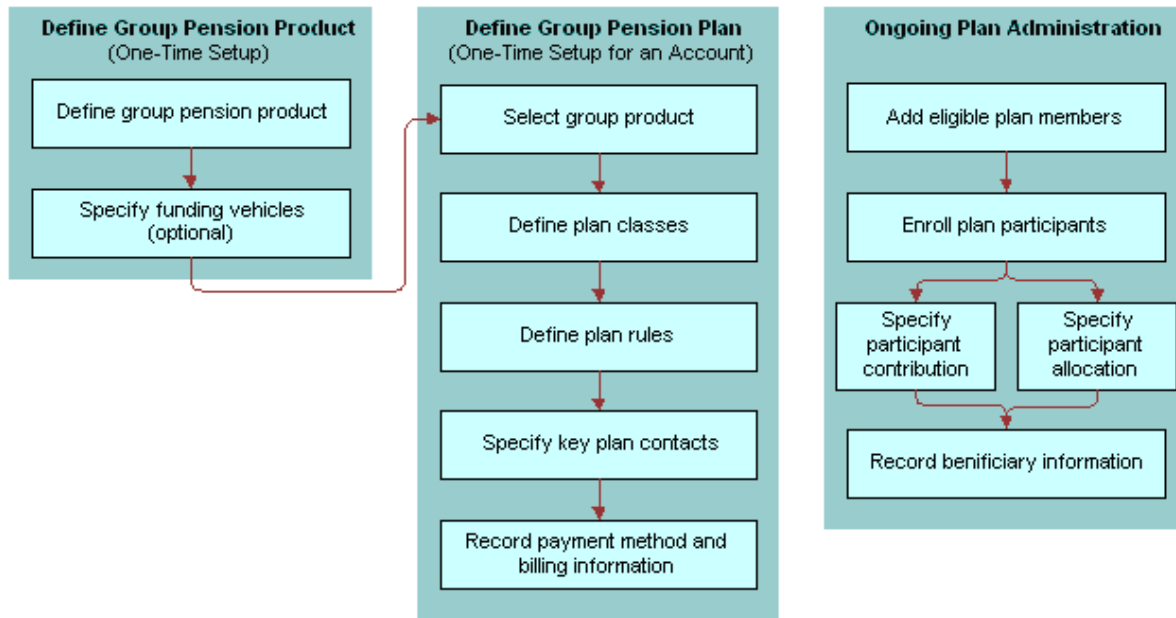 Define Group Pension Product
(One-Time Setup)
Define group pension product
Specify funding vehicles
(optional)
Define Group Pension Plan
(One-Time Setup for an Account)
Select group product
Define plan classes
Define plan rules
Specify key plan contacts
Record payment method and
billing information
Ongoing Plan Administration
Add eligible plan members
Enroll plan participants
Specify
participant
contribution
Specify
participant
allocation
Record benificiary information